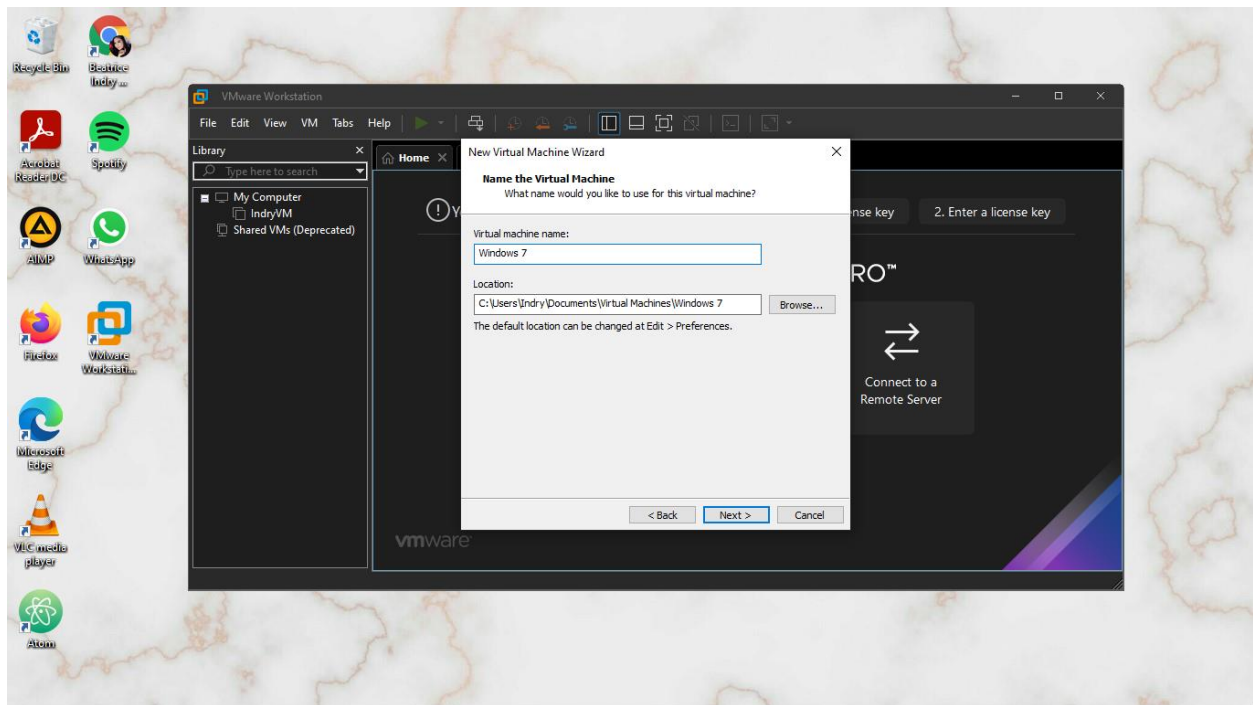 Recycle Bin
Beatrice
Indry ...
Acrobat
Reader DC
Spotify
AIMP
WhatsApp
Firefox
VMware
Workstati...
Microsoft
Edge
VLC media
player
Atom
VMware Workstation
File Edit View VM Tabs Help
Library
Type here to search
My Computer
IndryVM
Shared VMs (Deprecated)
Home
New Virtual Machine Wizard
Name the Virtual Machine
What name would you like to use for this virtual machine?
Virtual machine name:
Windows 7
Location:
C:\Users\Indry\Documents\Virtual Machines\Windows 7
Browse...
The default location can be changed at Edit > Preferences.
< Back Next > Cancel
key
2. Enter a license key
RO™
Connect to a
Remote Server
vmware